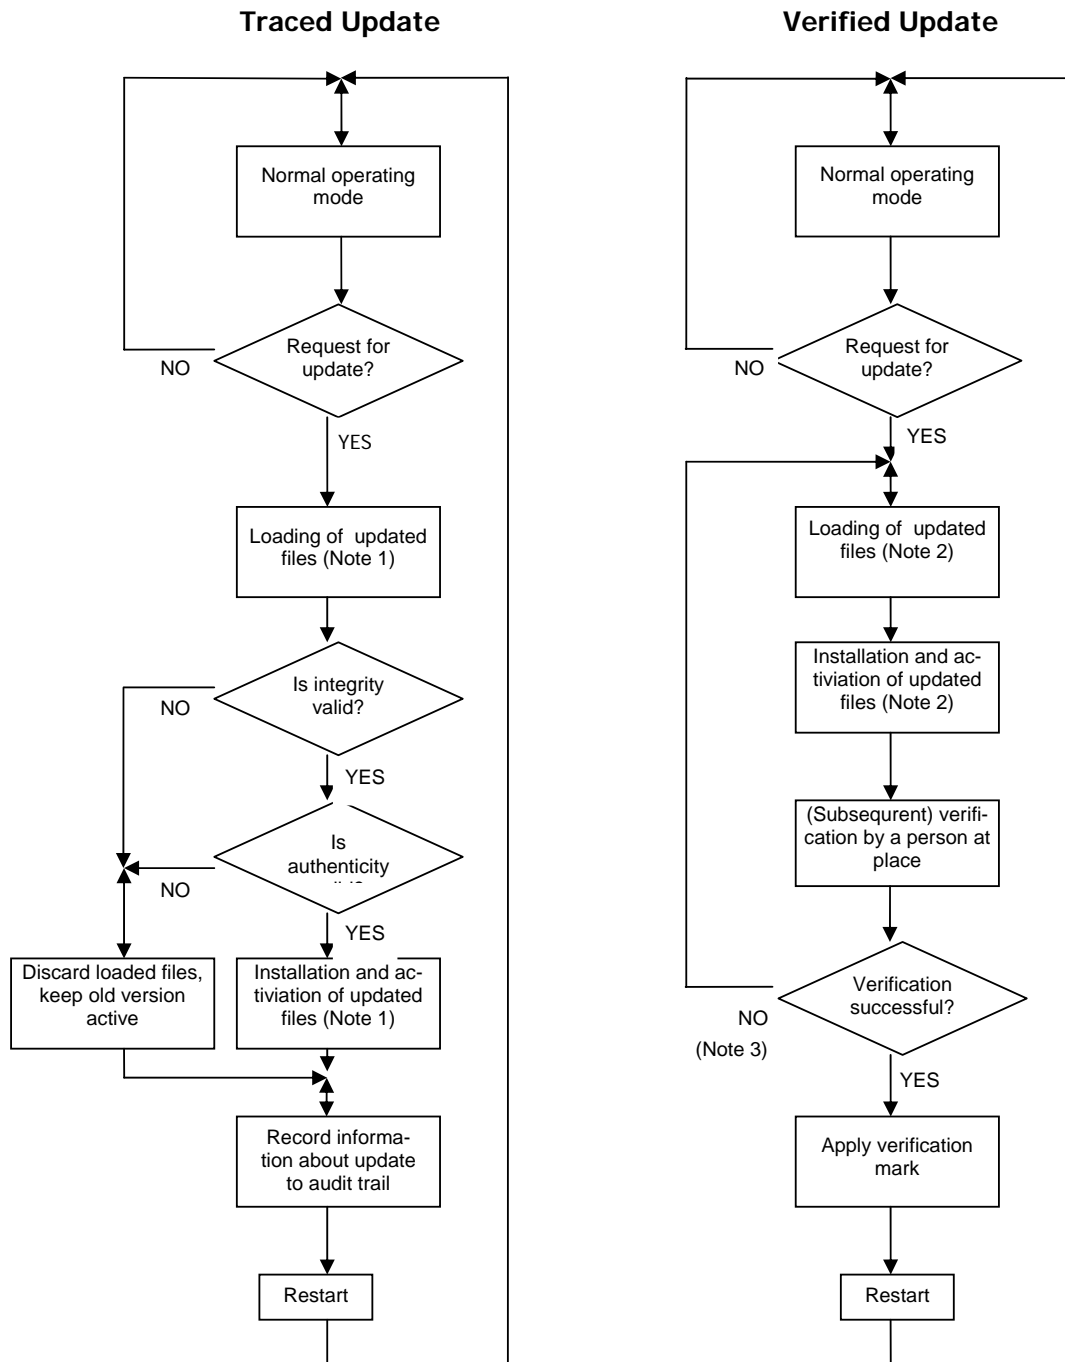 Traced Update
Normal operating
mode
Request for
update?
NO
YES
Loading of updated
files (Note 1)
Is integrity
valid?
NO
YES
Is
authenticity
NO
YES
Discard loaded files,
keep old version
active
Installation and ac-
tiviation of updated
files (Note 1)
Record informa-
tion about update
to audit trail
Restart
Verified Update
Normal operating
mode
Request for
update?
NO
YES
Loading of updated
files (Note 2)
Installation and ac-
tiviation of updated
files (Note 2)
(Subsequrent) verifi-
cation by a person at
place
Verification
successful?
NO
(Note 3)
YES
Apply verification
mark
Restart